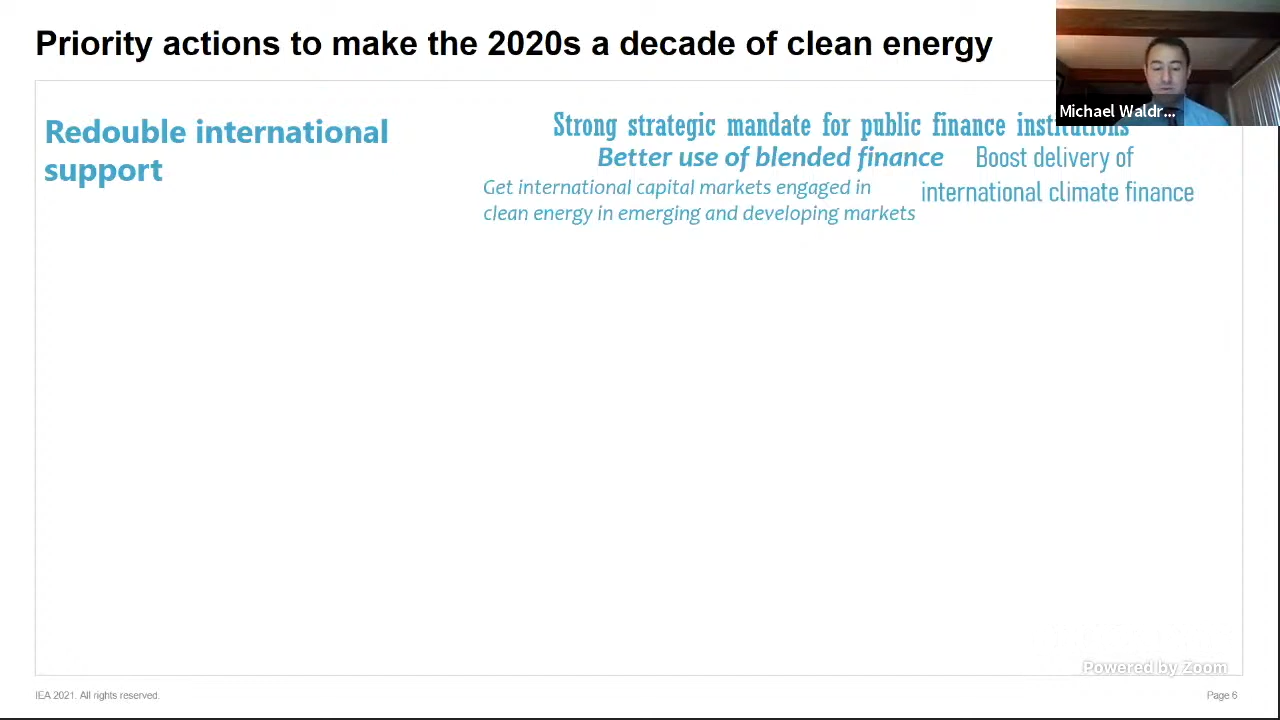 Priority actions to make the 2020s a decade of clean energy
Michael Waldr...
Redouble international
support
Strong strategic mandate for public finance institutions
Better use of blended finance
Boost delivery of
international climate finance
Get international capital markets engaged in
clean energy in emerging and developing markets
Powered by Zoom
IEA 2021. All rights reserved.
Page 6